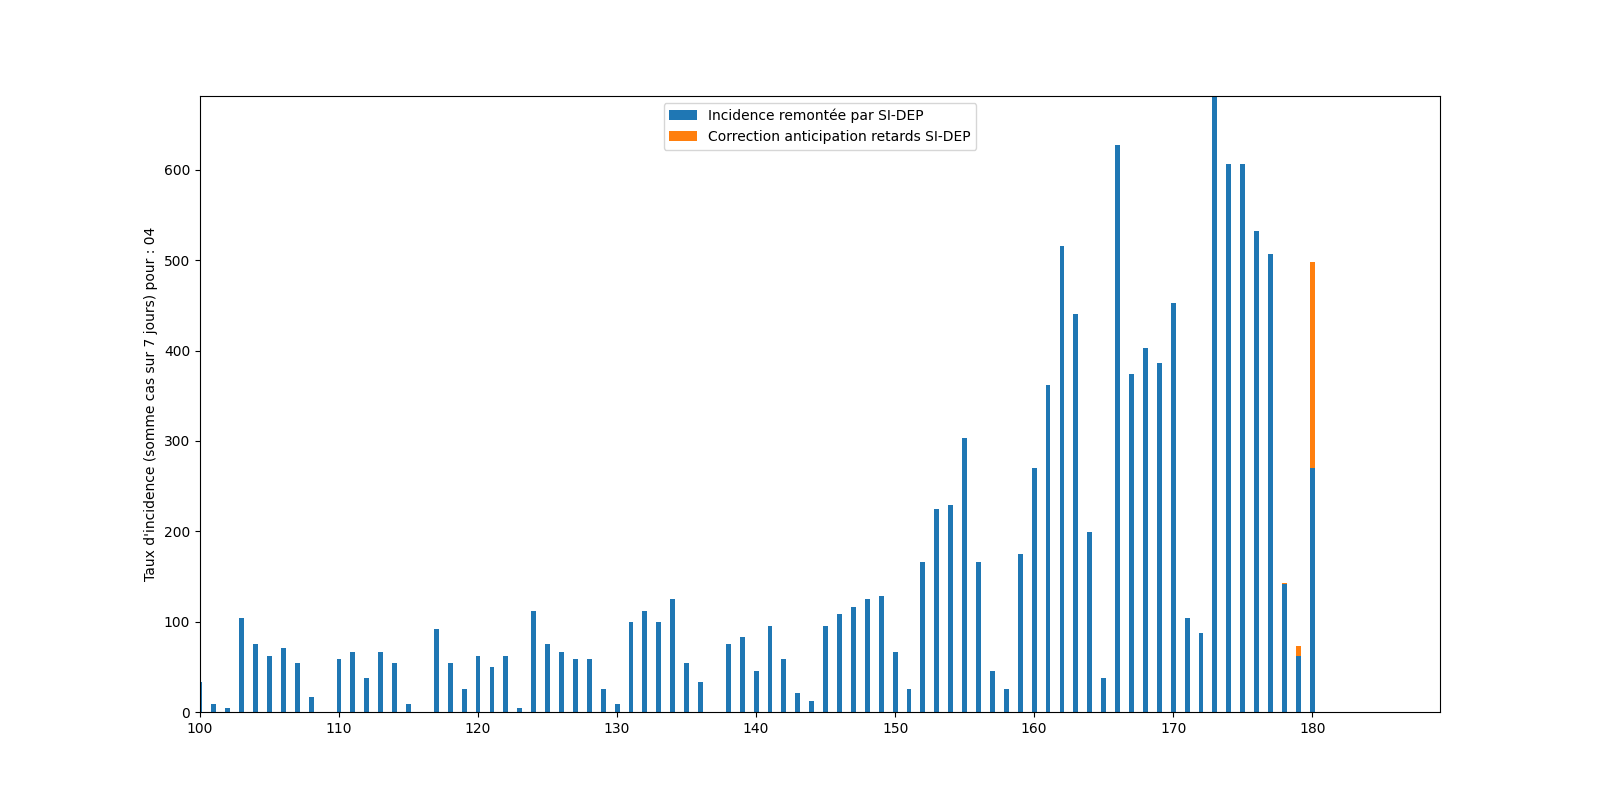 Incidence remontée par SI-DEP
Correction anticipation retards SI-DEP
Taux d'incidence (somme cas sur 7 jours) pour : 04
600
500
400
300
200
100
0
100 110 120 130 140 150 160 170 180